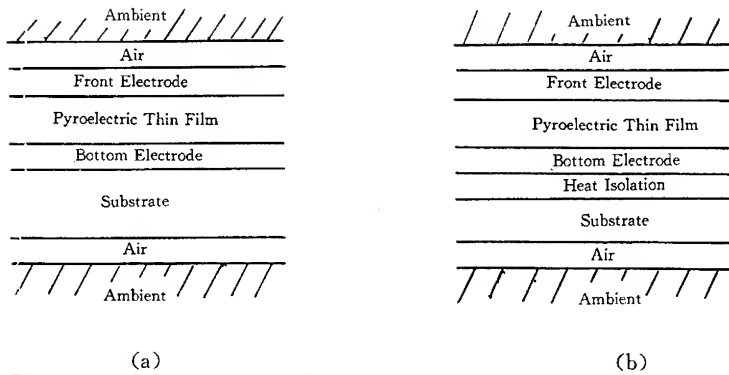 Ambient
Air
Front Electrode
Pyroelectric Thin Film
Bottom Electrode
Substrate
Air
Ambient
(a)
Ambient
Air
Front Electrode
Pyroelectric Thin Film
Bottom Electrode
Heat Isolation
Substrate
Air
Ambient
(b)